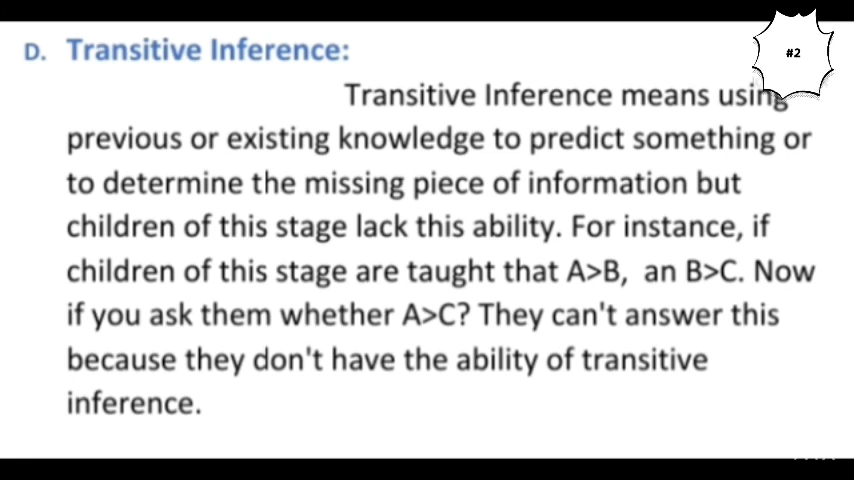 D. Transitive Inference:
#2
Transitive Inference means using
previous or existing knowledge to predict something or
to determine the missing piece of information but
children of this stage lack this ability. For instance, if
children of this stage are taught that A>B, an B>C. Now
if you ask them whether A>C? They can't answer this
because they don't have the ability of transitive
inference.